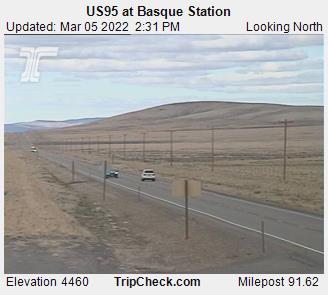 US95 at Basque Station
Updated: Mar 05 2022 2:31 PM Looking North
Elevation 4460 TripCheck.com Milepost 91.62